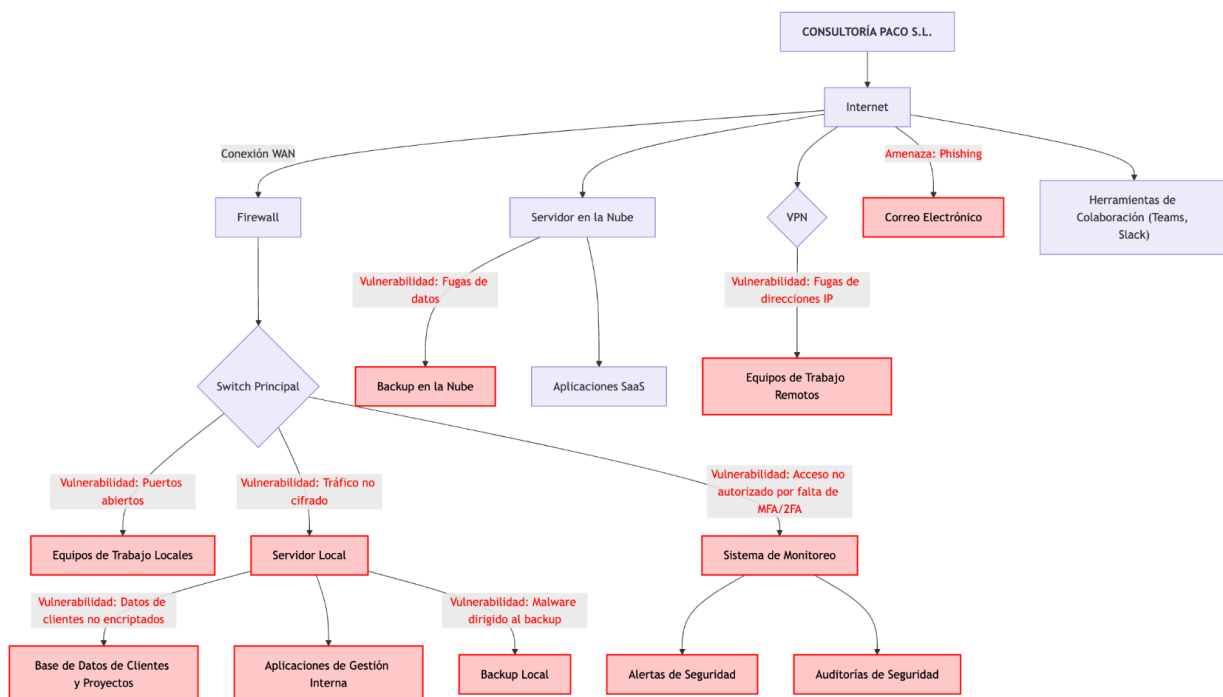 CONSULTORÍA PACO S.L.
Internet
Conexión WAN
Amenaza: Phishing
Firewall
Servidor en la Nube
VPN
Correo Electrónico
Herramientas de
Colaboración (Teams,
Slack)
Vulnerabilidad: Fugas de
datos
Vulnerabilidad: Fugas de
direcciones IP
Switch Principal
Backup en la Nube
Aplicaciones SaaS
Equipos de Trabajo
Remotos
Vulnerabilidad: Puertos
abiertos
Vulnerabilidad: Tráfico no
cifrado
Vulnerabilidad: Acceso no
autorizado por falta de
MFA/2FA
Equipos de Trabajo Locales
Servidor Local
Sistema de Monitoreo
Vulnerabilidad: Datos de
clientes no encriptados
Vulnerabilidad: Malware
dirigido al backup
Base de Datos de Clientes
y Proyectos
Aplicaciones de Gestión
Interna
Backup Local
Alertas de Seguridad
Auditorías de Seguridad